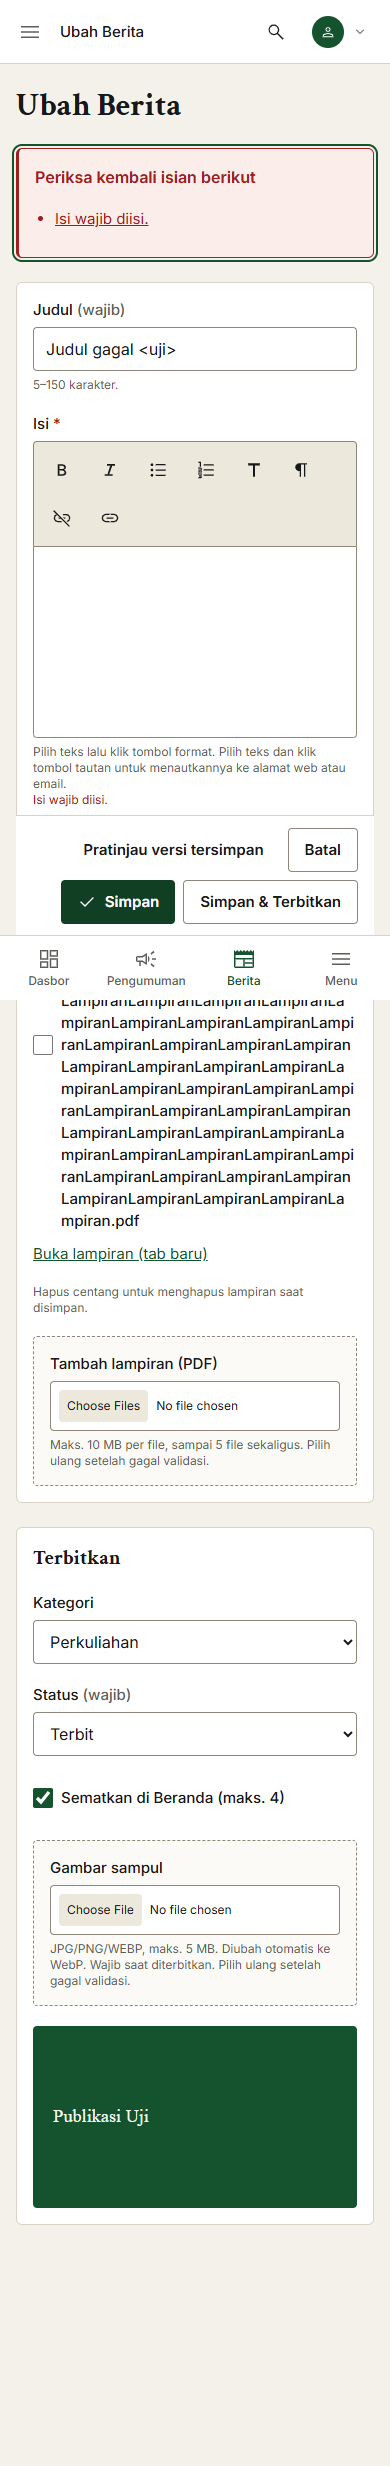 Ubah Berita
Ubah Berita
Periksa kembali isian berikut
Isi wajib diisi.
Judul (wajib)
Judul gagal <uji>
5–150 karakter.
Isi *
Pilih teks lalu klik tombol format. Pilih teks dan klik
tombol tautan untuk menautkannya ke alamat web atau
email.
Isi wajib diisi.
Pratinjau versi tersimpan
Batal
Simpan
Simpan & Terbitkan
Dasbor
Pengumuman
Berita
Menu
LampiranLampiranLampiranLampiranLa
mpiranLampiranLampiranLampiranLampi
ranLampiranLampiranLampiranLampiran
LampiranLampiranLampiranLampiranLa
mpiranLampiranLampiranLampiranLampi
ranLampiranLampiranLampiranLampiran
LampiranLampiranLampiranLampiranLa
mpiranLampiranLampiranLampiranLampi
ranLampiranLampiranLampiranLampiran
LampiranLampiranLampiranLampiranLa
mpiran.pdf
Buka lampiran (tab baru)
Hapus centang untuk menghapus lampiran saat
disimpan.
Tambah lampiran (PDF)
Choose Files No file chosen
Maks. 10 MB per file, sampai 5 file sekaligus. Pilih
ulang setelah gagal validasi.
Terbitkan
Kategori
Perkuliahan
Status (wajib)
Terbit
Sematkan di Beranda (maks. 4)
Gambar sampul
Choose File No file chosen
JPG/PNG/WEBP, maks. 5 MB. Diubah otomatis ke
WebP. Wajib saat diterbitkan. Pilih ulang setelah
gagal validasi.
Publikasi Uji